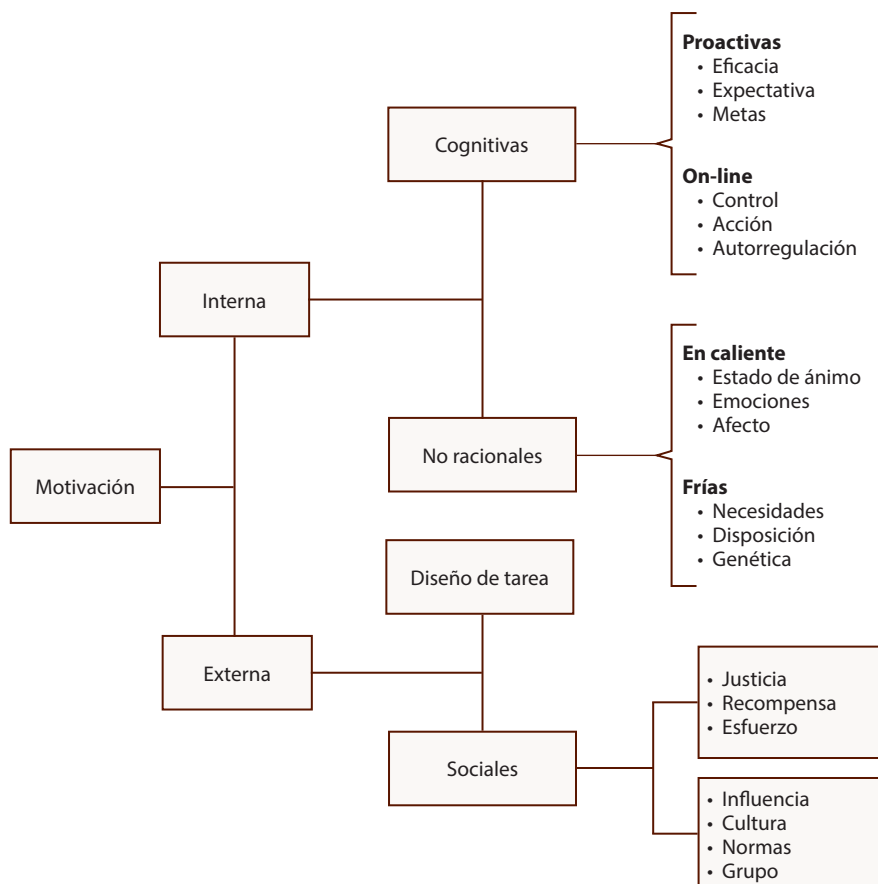 Motivación
Interna
Cognitivas
Proactivas
• Eficacia
• Expectativa
• Metas
On-line
• Control
• Acción
• Autorregulación
No racionales
En caliente
• Estado de ánimo
• Emociones
• Afecto
Frías
• Necesidades
• Disposición
• Genética
Externa
Diseño de tarea
Sociales
• Justicia
• Recompensa
• Esfuerzo
• Influencia
• Cultura
• Normas
• Grupo